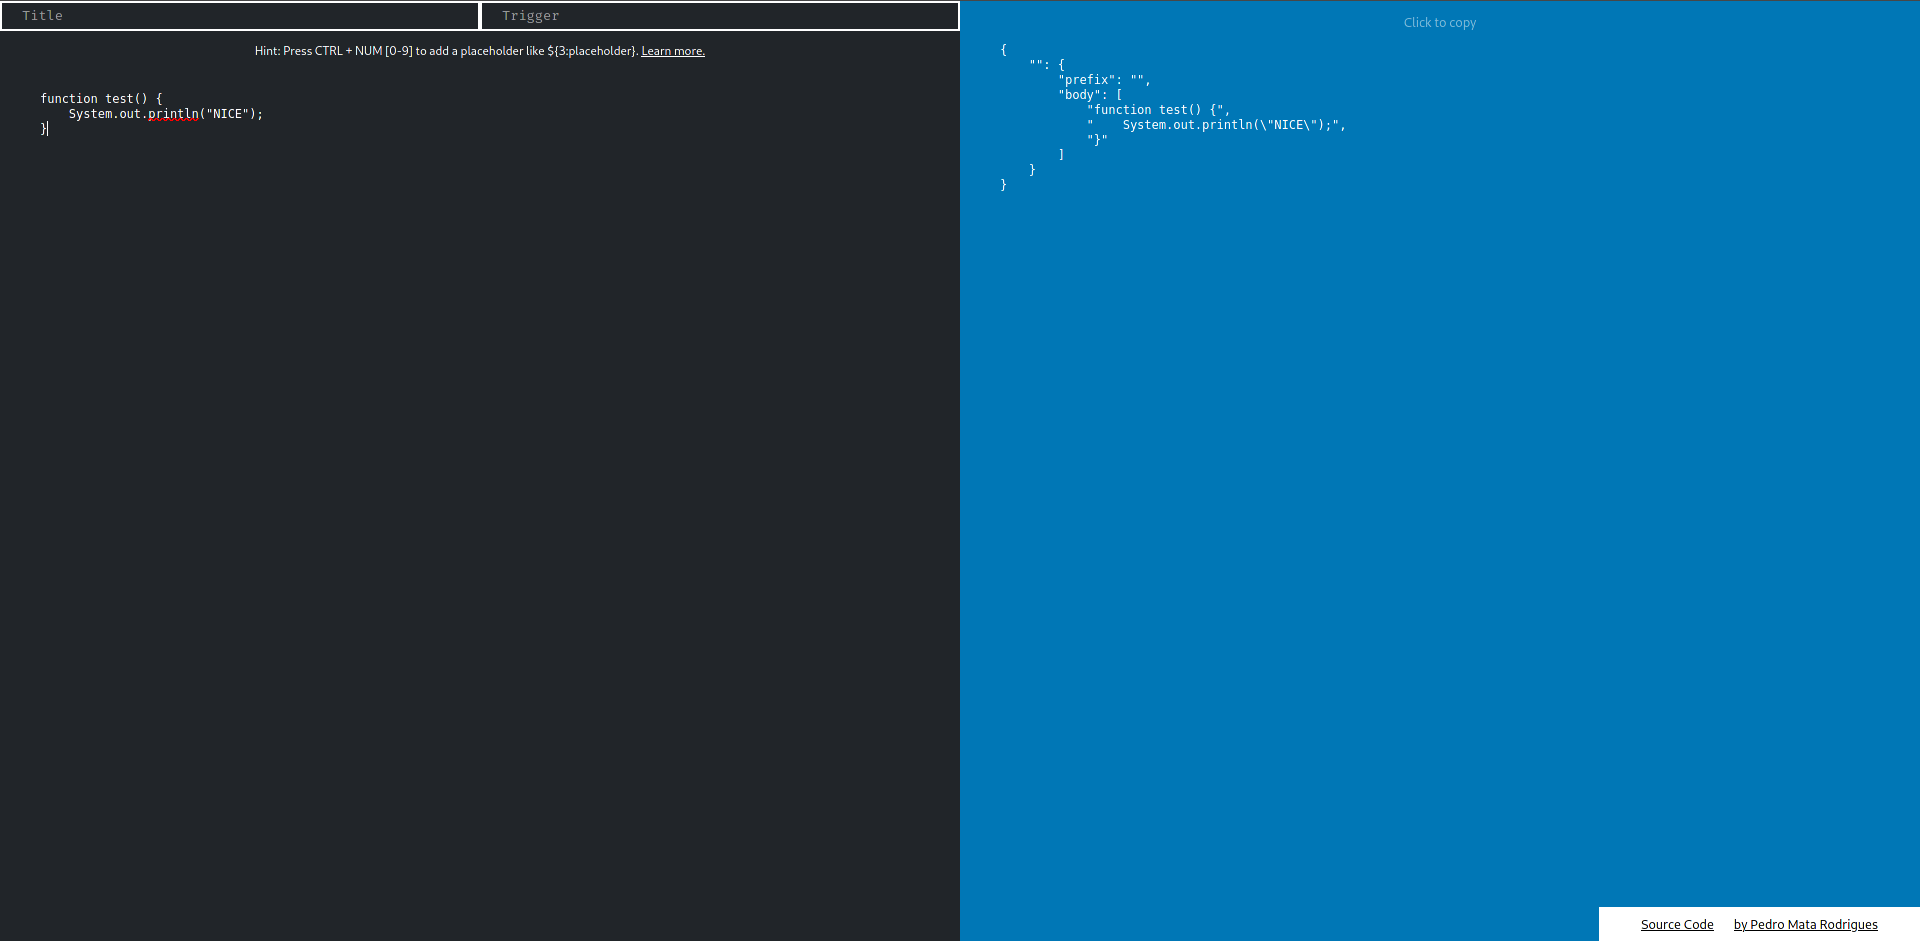 Title
Trigger
Hint: Press CTRL + NUM [0-9] to add a placeholder like ${3:placeholder}. Learn more.
function test() {
    System.out.println("NICE");
}
Click to copy
{
    "": {
        "prefix": "",
        "body": [
            "function test() {",
            "    System.out.println(\"NICE\");",
            "}"
        ]
    }
}
Source Code
by Pedro Mata Rodrigues